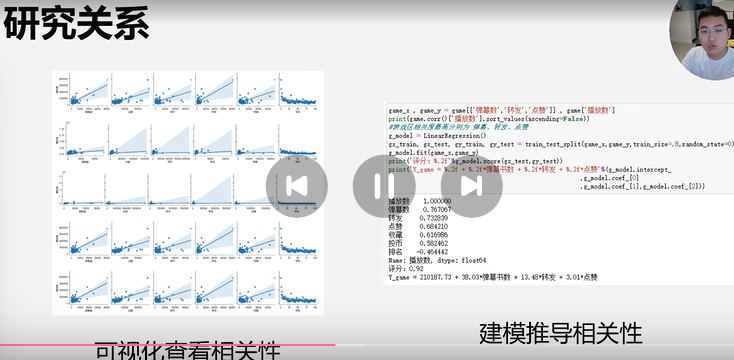 研究关系
可视化查看相关性
game_x , game_y = game[['弹幕数','转发','点赞']] , game['播放数']
print(game.corr()['播放数'].sort_values(ascending=False))
#游戏区相关度最高分别为 弹幕、转发、点赞
g_model = LinearRegression()
gx_train, gx_test, gy_train, gy_test = train_test_split(game_x,game_y,train_size=.8,random_state=0)
g_model.fit(game_x,game_y)
print('评分：%.2f'%g_model.score(gx_test,gy_test))
print('Y_game = %.2f + %.2f*弹幕书数 + %.2f*转发 + %.2f*点赞'%(g_model.intercept_
,g_model.coef_[0]
,g_model.coef_[1],g_model.coef_[2]))
播放数 1.000000
弹幕数 0.767067
转发 0.732839
点赞 0.684210
收藏 0.616986
投币 0.582462
排名 -0.464442
Name: 播放数, dtype: float64
评分：0.92
Y_game = 210187.73 + 38.03*弹幕书数 + 13.48*转发 + 3.01*点赞
建模推导相关性